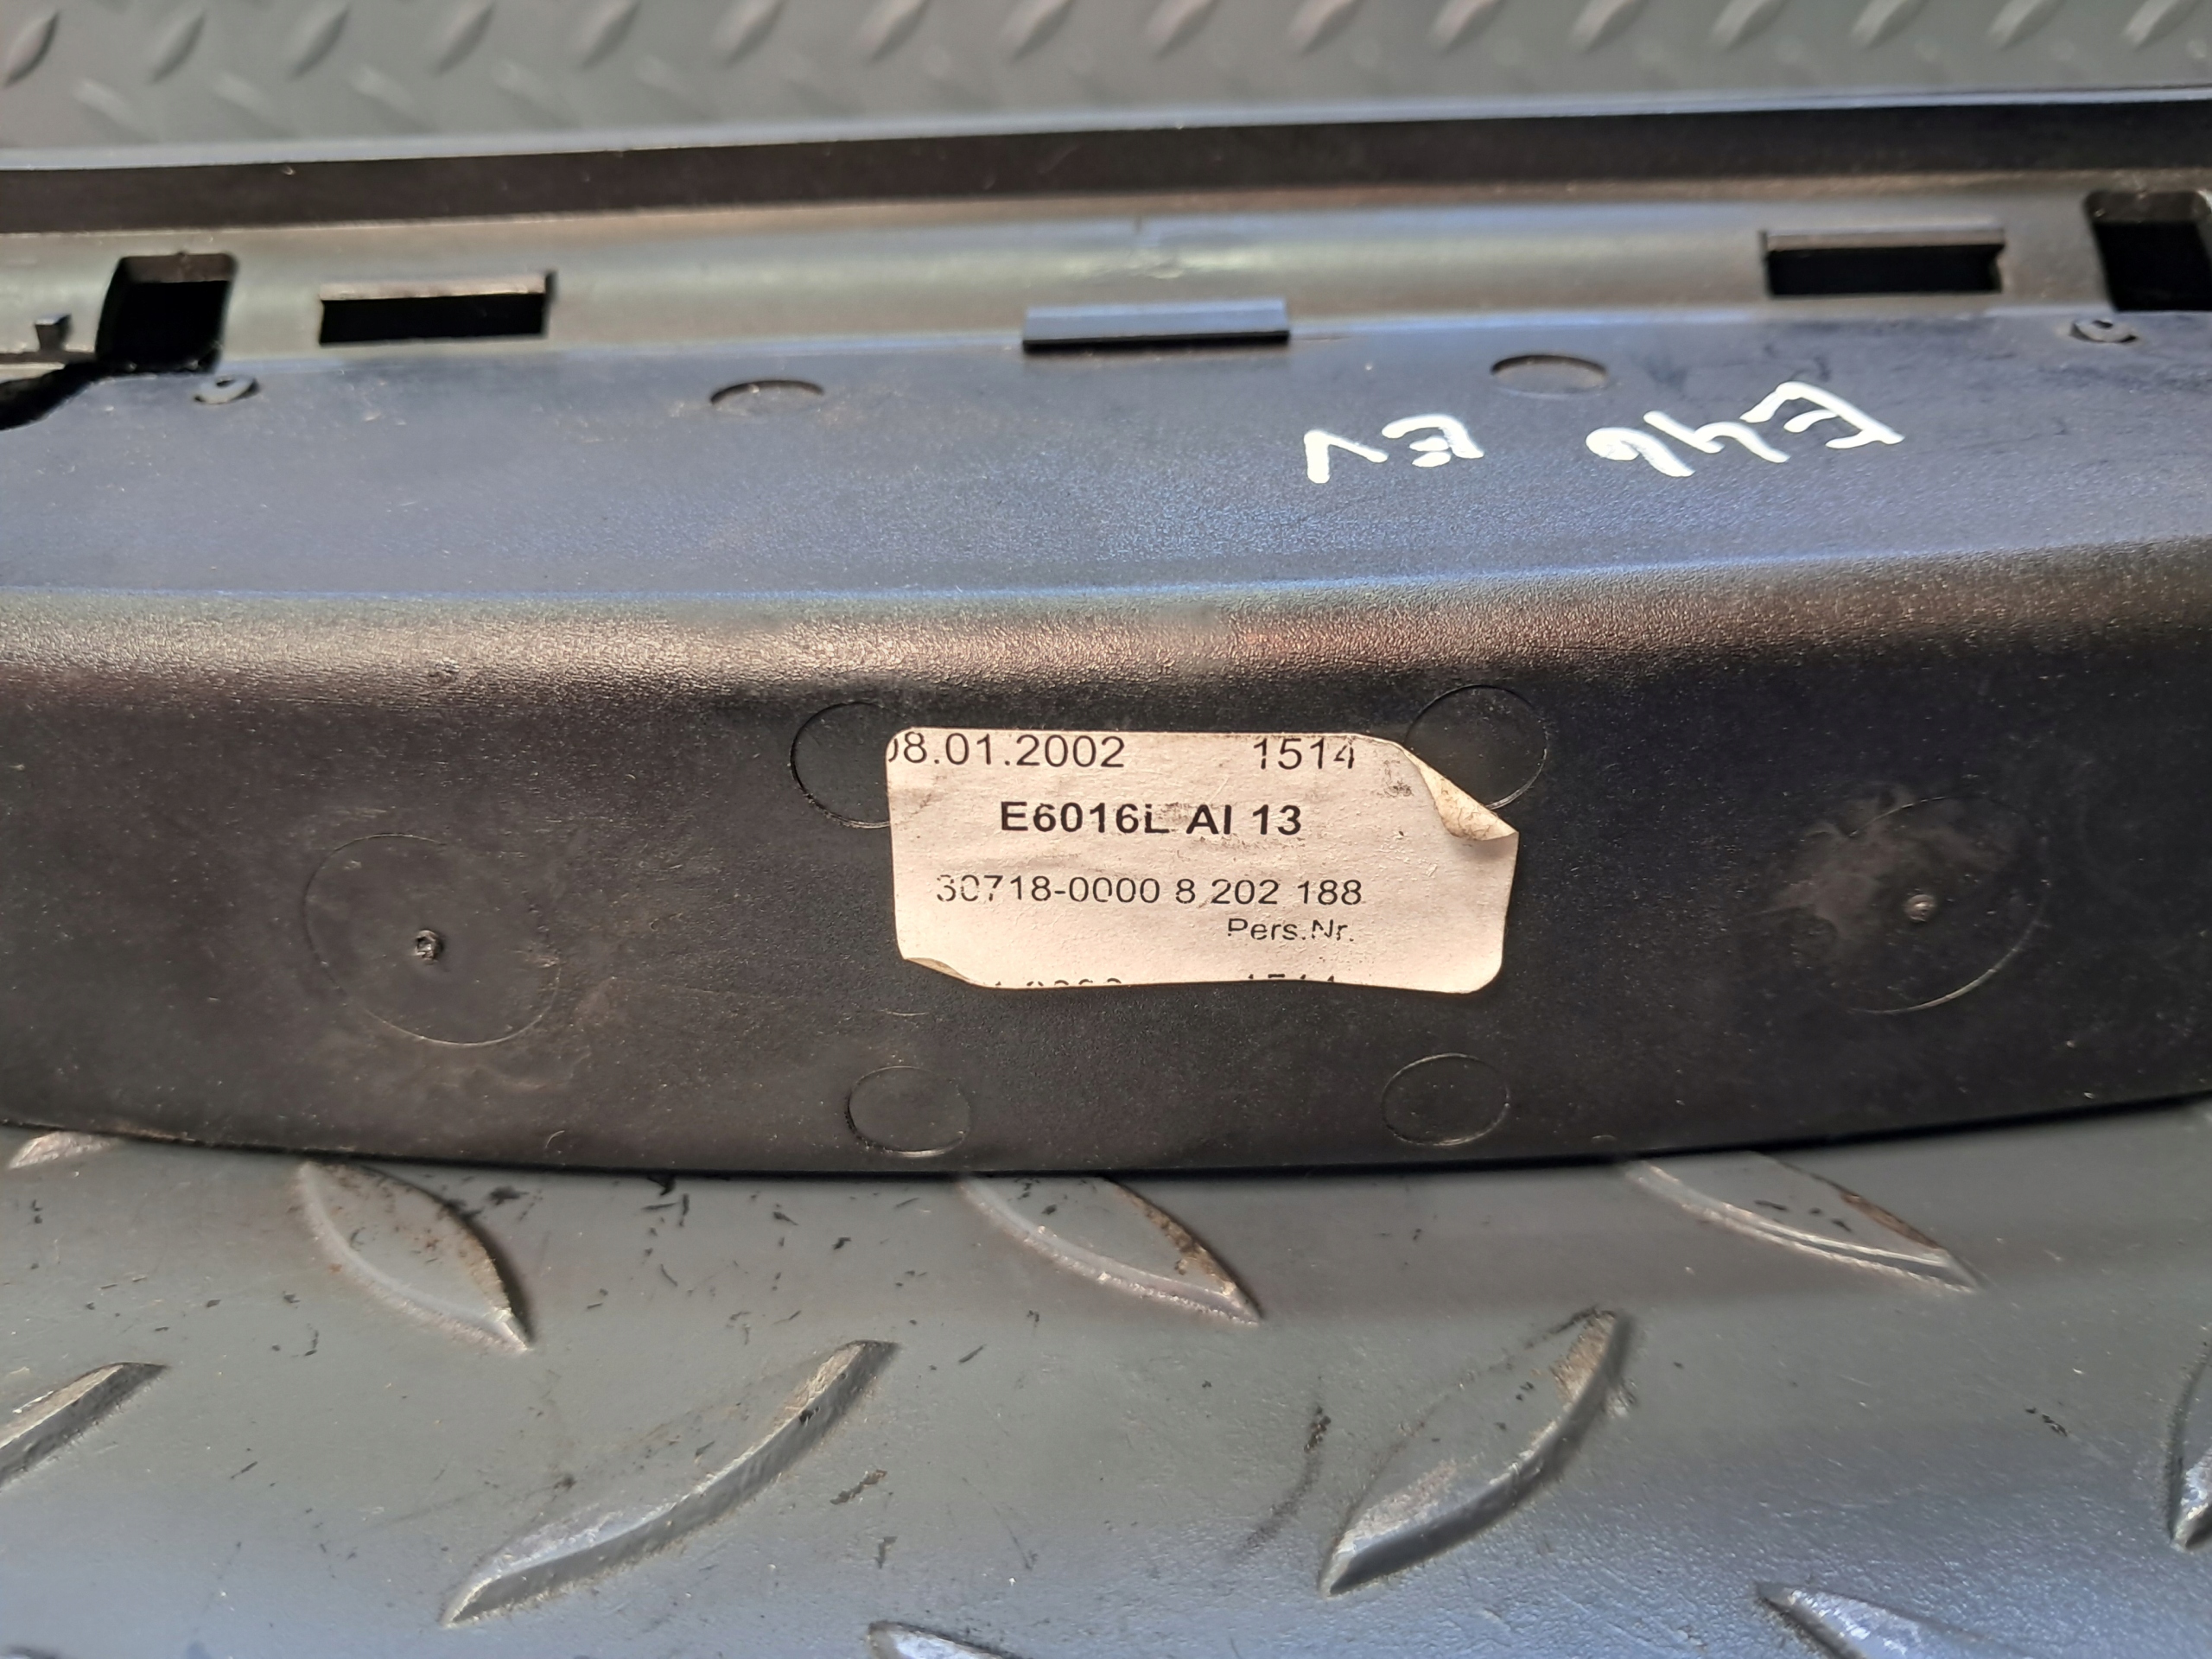 E46 EV
08.01.2002 1514
E6016L AI 13
30718-0000 8 202 188
Pers.Nr.